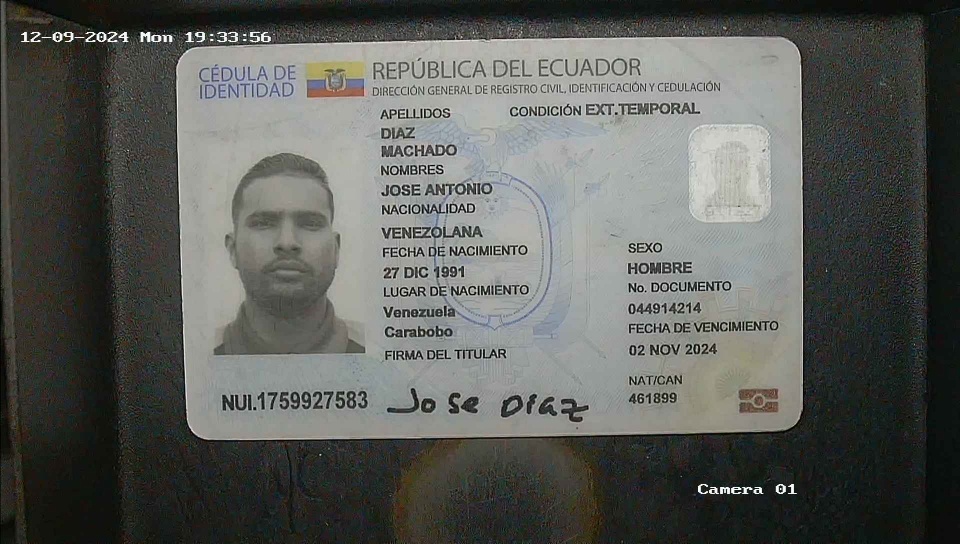 12-09-2024 Mon 19:33:56
CÉDULA DE
IDENTIDAD
REPÚBLICA DEL ECUADOR
DIRECCIÓN GENERAL DE REGISTRO CIVIL, IDENTIFICACIÓN Y CEDULACIÓN
APELLIDOS
CONDICIÓN EXT.TEMPORAL
DIAZ
MACHADO
NOMBRES
JOSE ANTONIO
NACIONALIDAD
VENEZOLANA
FECHA DE NACIMIENTO
27 DIC 1991
LUGAR DE NACIMIENTO
Venezuela
Carabobo
FIRMA DEL TITULAR
SEXO
HOMBRE
No. DOCUMENTO
044914214
FECHA DE VENCIMIENTO
02 NOV 2024
NAT/CAN
461899
NUI.1759927583
Jose Diaz
Camera 01